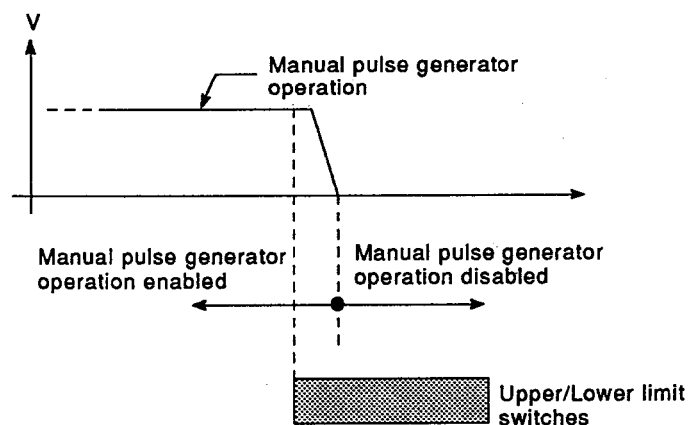 V
Manual pulse generator
operation
Manual pulse generator
operation enabled
Manual pulse generator
operation disabled
Upper/Lower limit
switches